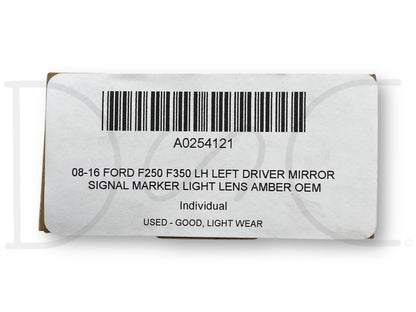 A0254121
08-16 FORD F250 F350 LH LEFT DRIVER MIRROR
SIGNAL MARKER LIGHT LENS AMBER OEM
Individual
USED - GOOD, LIGHT WEAR